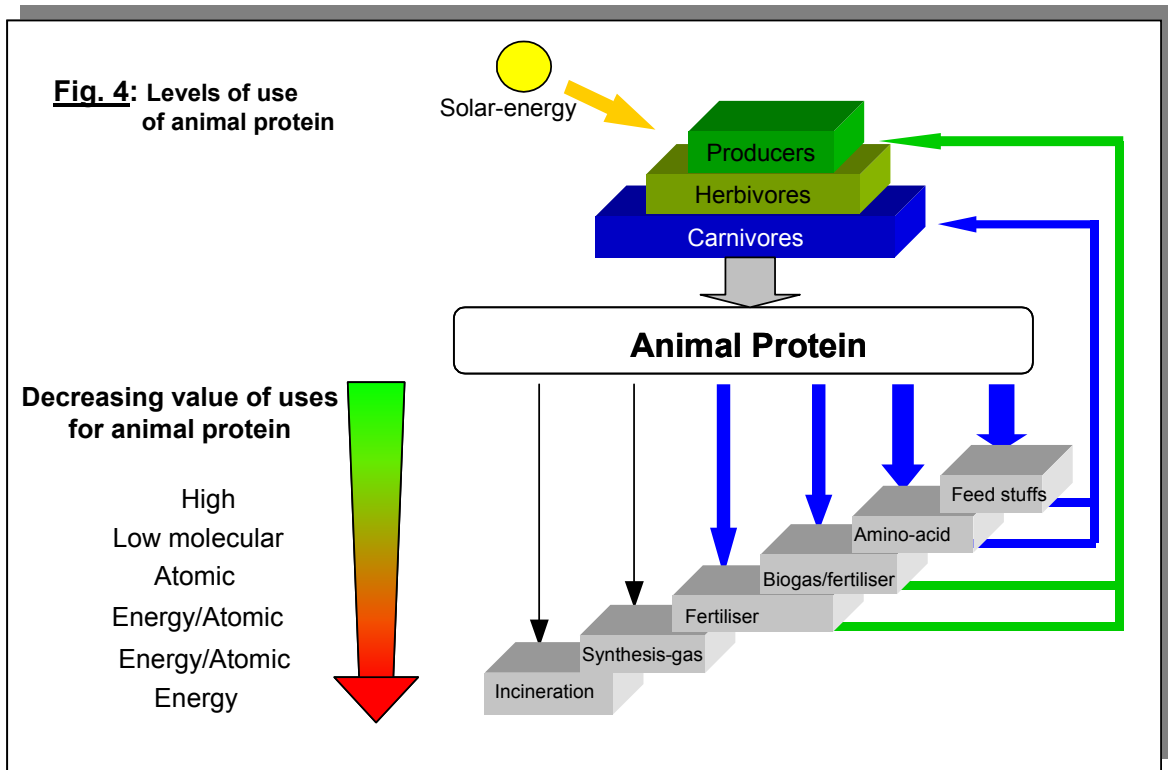 Fig. 4: Levels of use
of animal protein
Solar-energy
Producers
Herbivores
Carnivores
Animal Protein
Decreasing value of uses
for animal protein
High
Low molecular
Atomic
Energy/Atomic
Energy/Atomic
Energy
Feed stuffs
Amino-acid
Biogas/fertiliser
Fertiliser
Synthesis-gas
Incineration